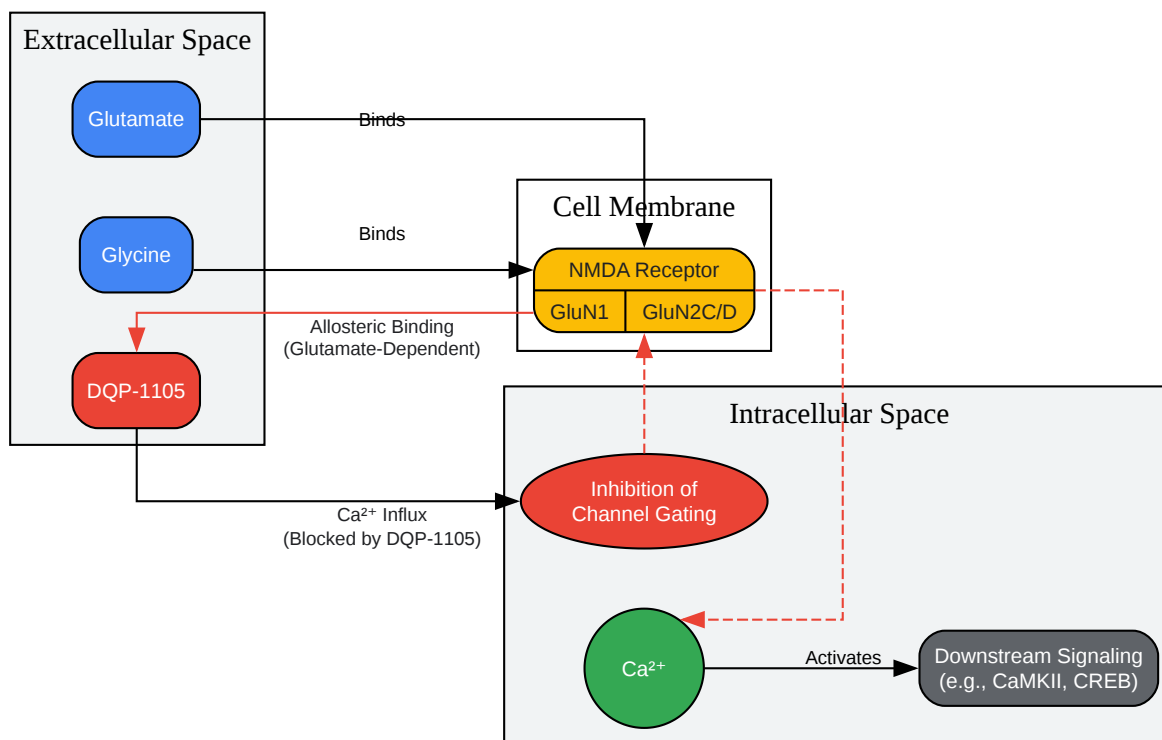 Extracellular Space
Glutamate
Binds
Cell Membrane
Glycine
Binds
NMDA Receptor
GluN1
GluN2C/D
Allosteric Binding
(Glutamate-Dependent)
DQP-1105
Intracellular Space
Inhibition of
Channel Gating
Ca²⁺ Influx
(Blocked by DQP-1105)
Ca²⁺
Activates
Downstream Signaling
(e.g., CaMKII, CREB)